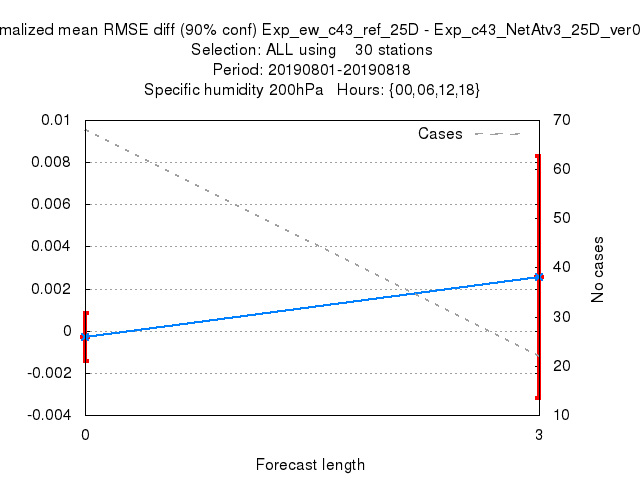 malized mean RMSE diff (90% conf) Exp_ew_c43_ref_25D - Exp_c43_NetAtv3_25D_ver0
Selection: ALL using 30 stations
Period: 20190801-20190818
Specific humidity 200hPa Hours: {00,06,12,18}
0.01
0.008
0.006
0.004
0.002
0
-0.002
-0.004
Cases
70
60
50
40
30
20
10
No cases
0
3
Forecast length